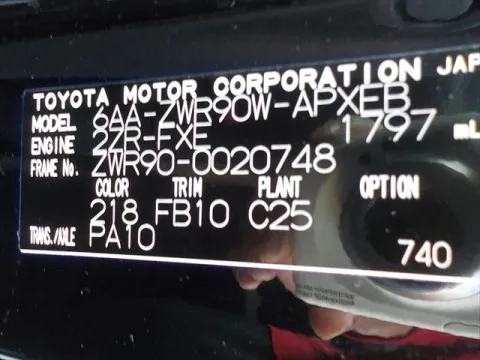 TOYOTA MOTOR CORPORATION JAP
MODEL 6AA-ZWR90W-APXEB
ENGINE 2ZR-FXE 1797 mL
FRAME No. ZWR90-0020748
COLOR TRIM PLANT OPTION
218 FB10 C25
TRANS./AXLE PA10
740